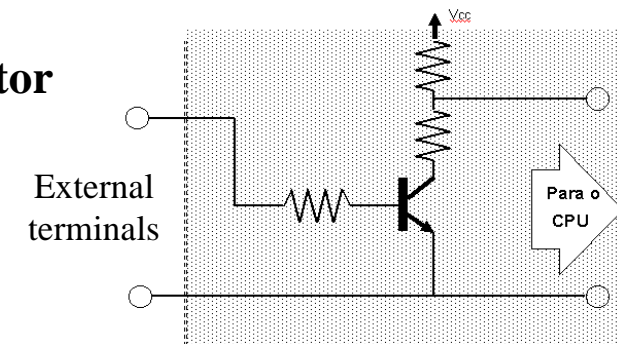 Vcc
tor
External
terminals
Para o
CPU